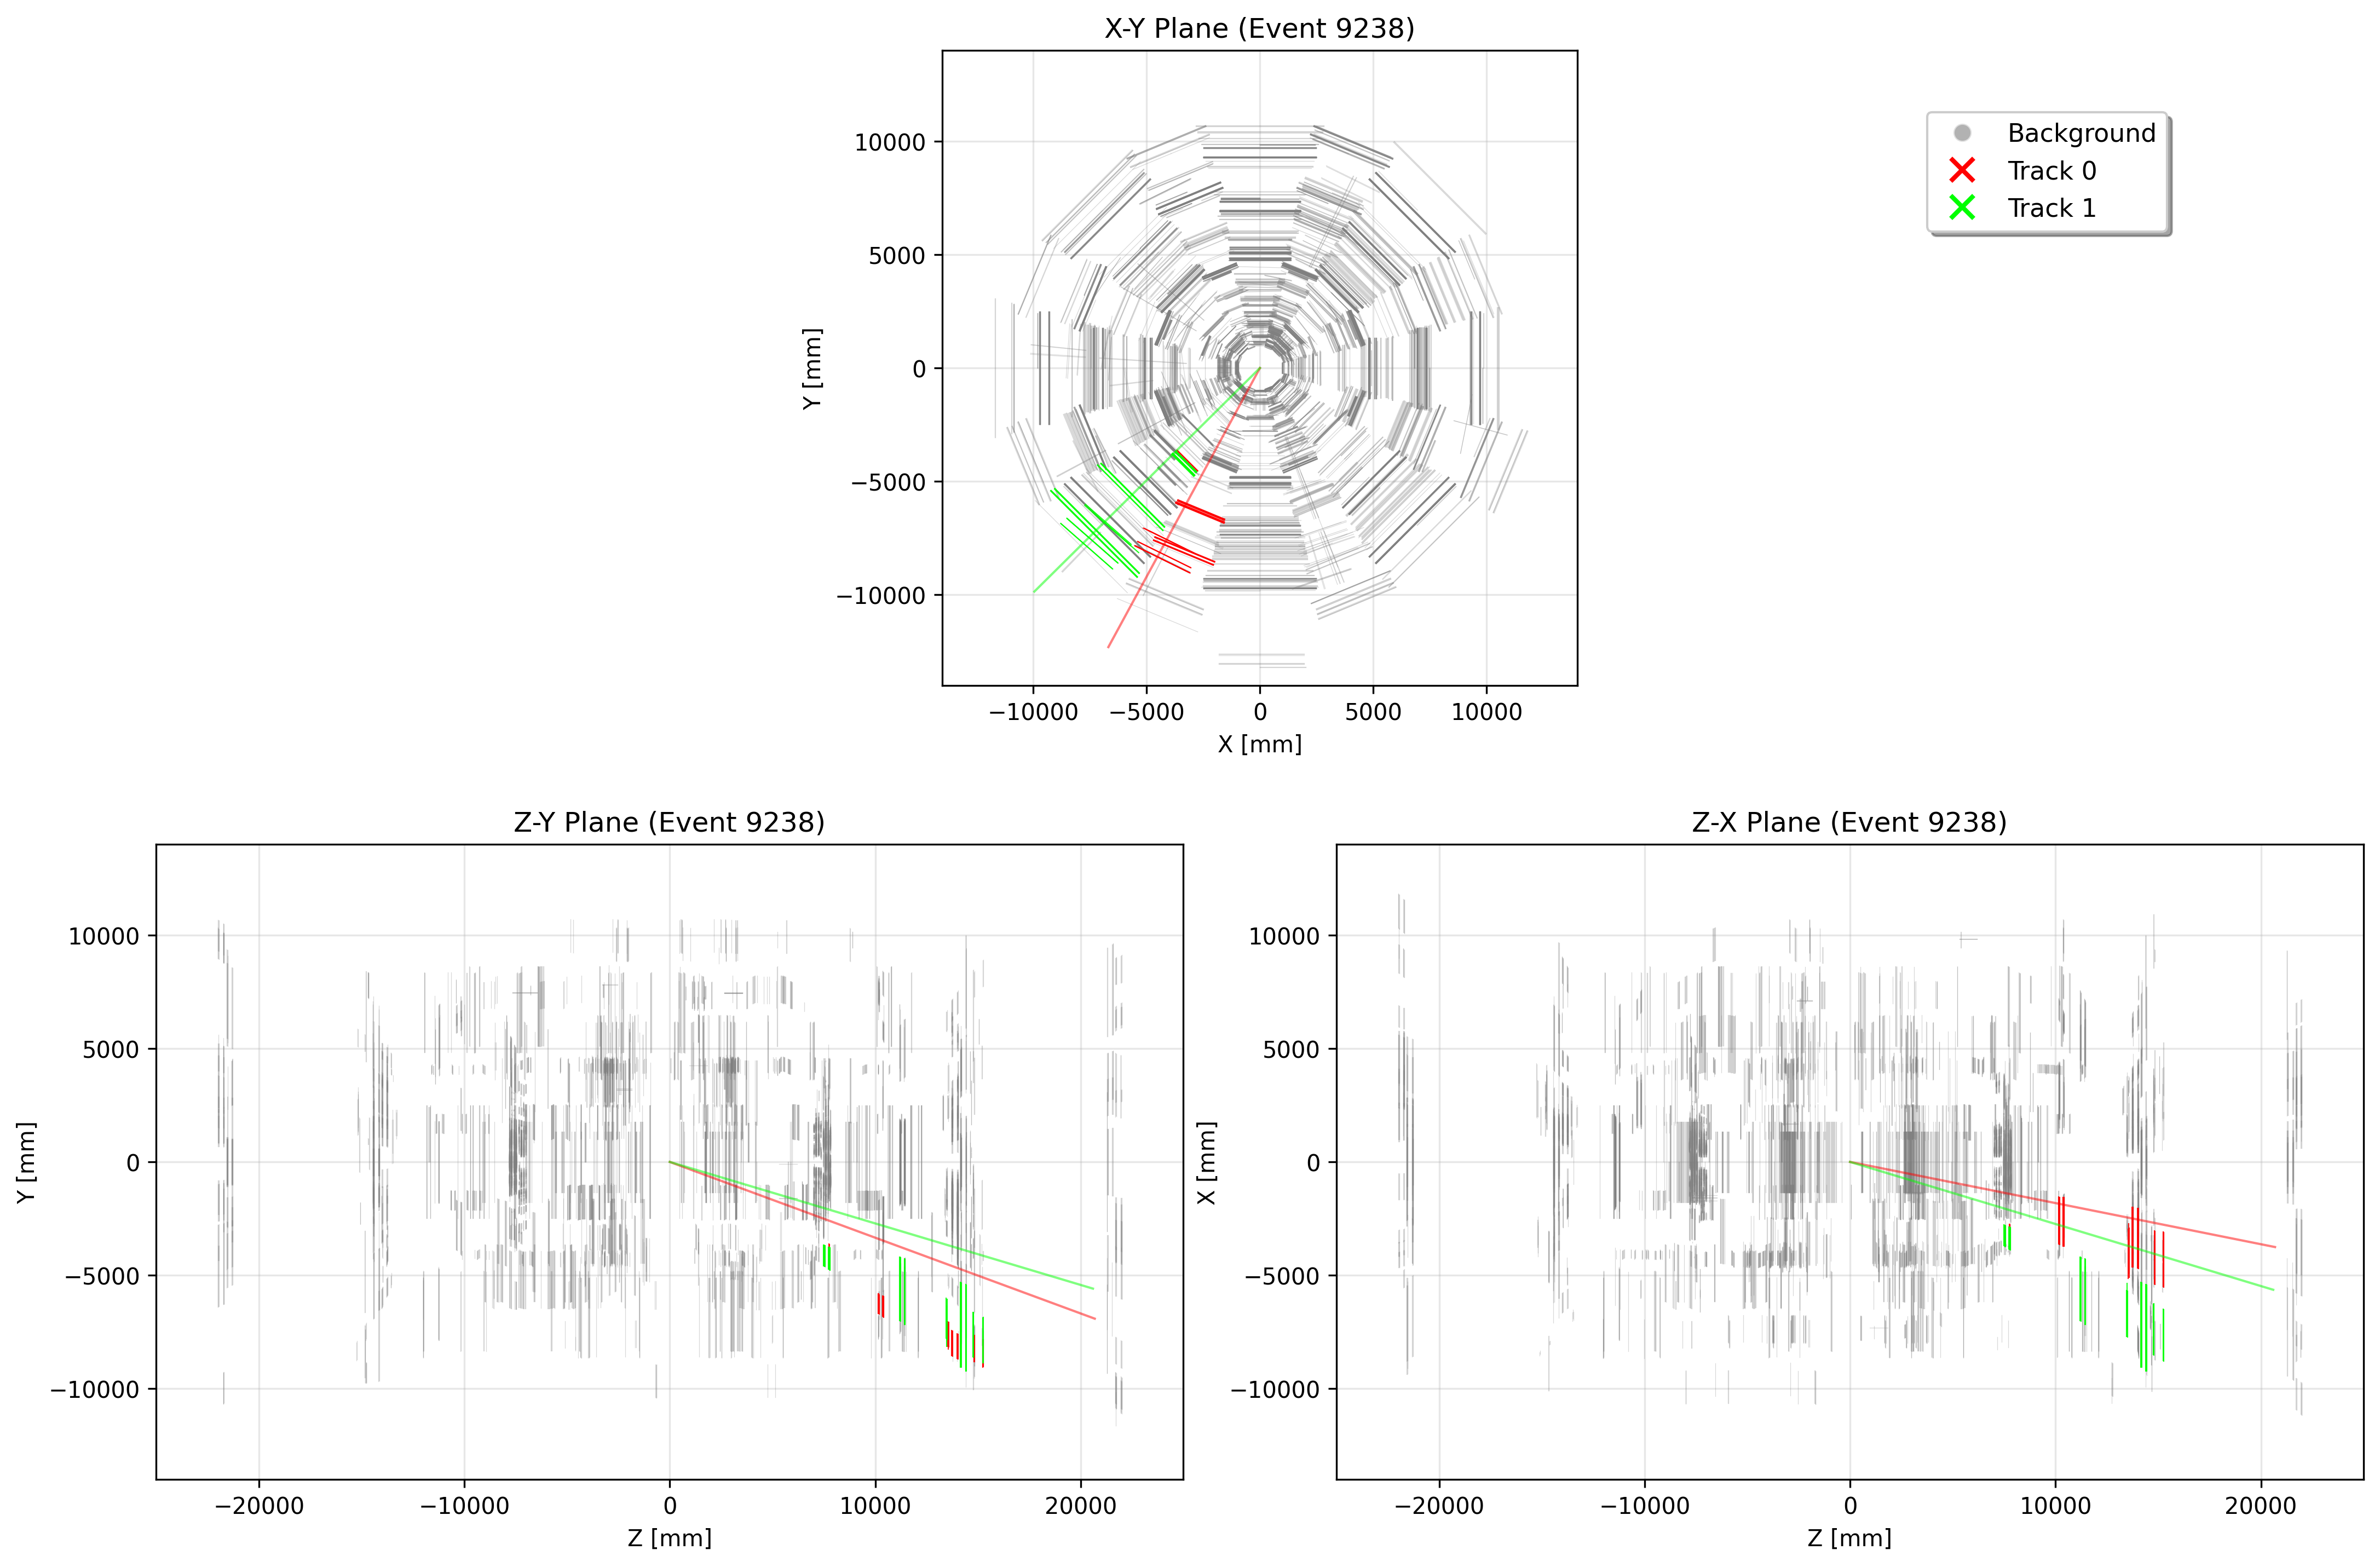 X-Y Plane (Event 9238)
Background
Track 0
Track 1
10000
5000
0
−5000
−10000
Y [mm]
−10000 −5000 0 5000 10000
X [mm]
Z-Y Plane (Event 9238)
10000
5000
0
−5000
−10000
Y [mm]
−20000 −10000 0 10000 20000
Z [mm]
Z-X Plane (Event 9238)
10000
5000
0
−5000
−10000
X [mm]
−20000 −10000 0 10000 20000
Z [mm]